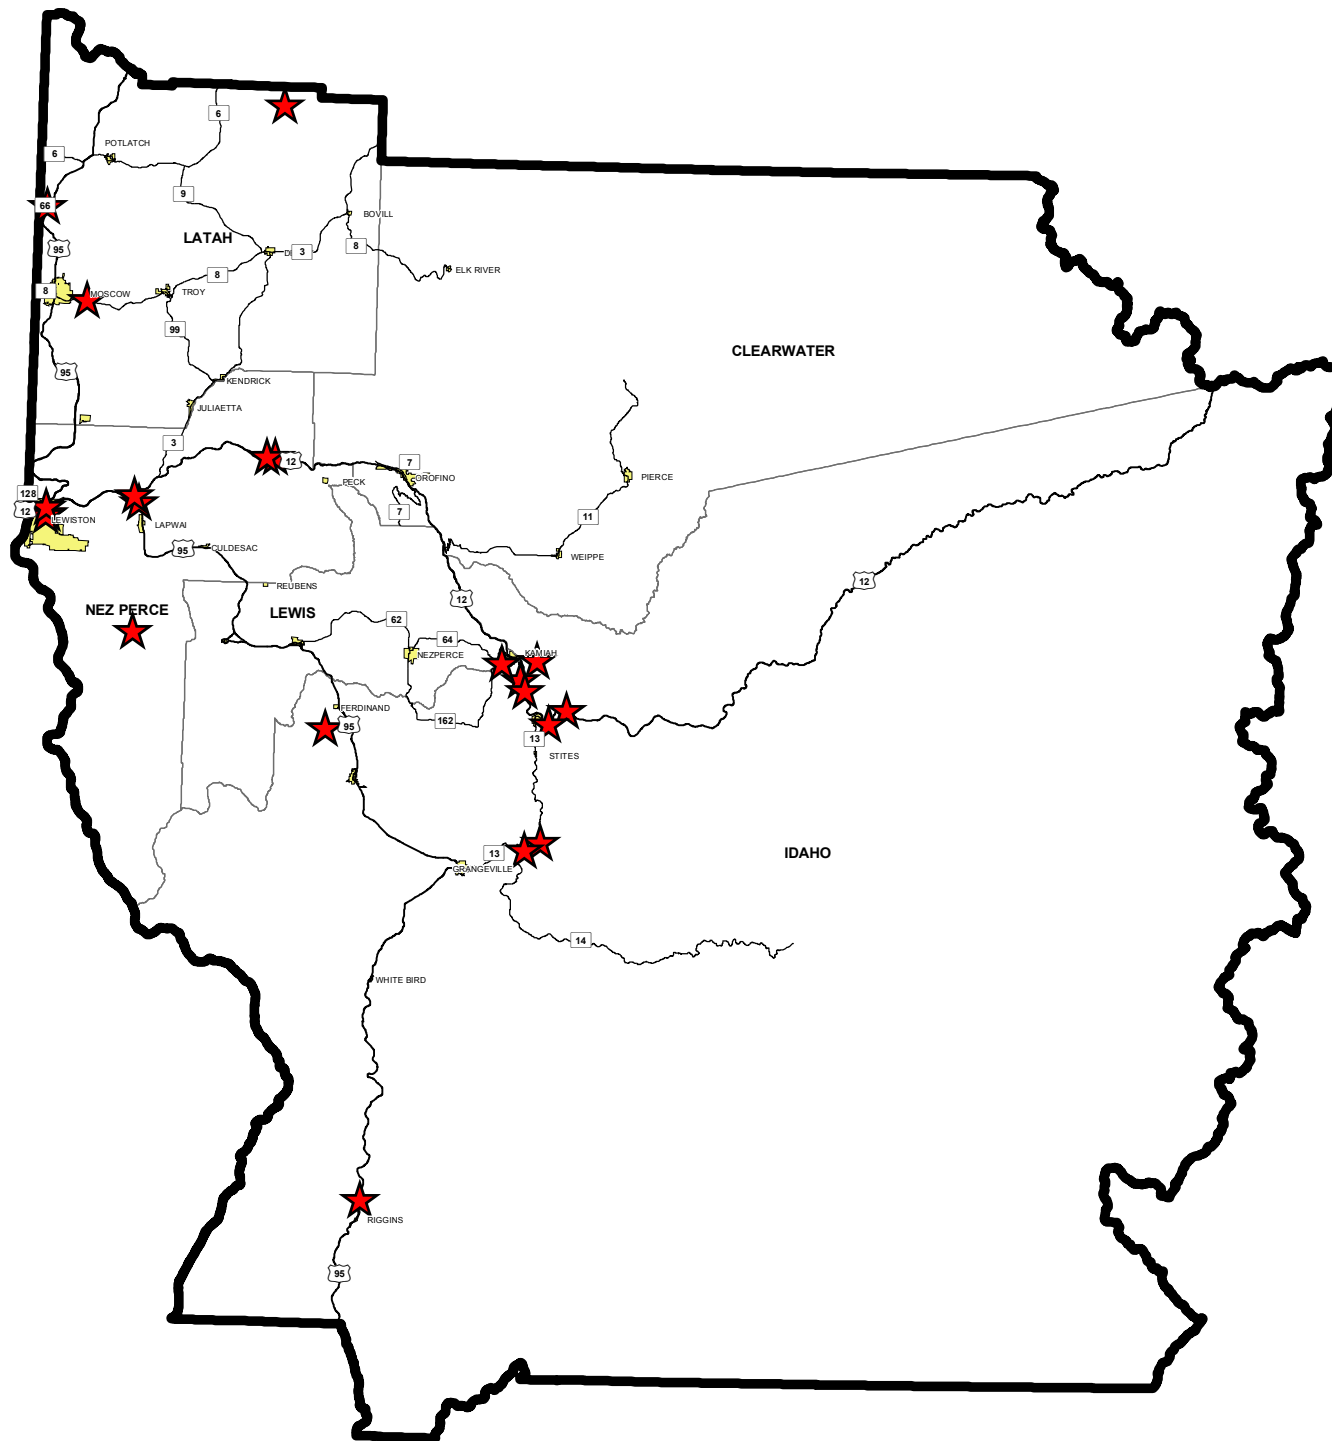 6
POTLATCH
6
9
66
BOVILL
LATAH
95
3
8
8
ELK RIVER
8
MOSCOW
TROY
99
CLEARWATER
95
KENDRICK
JULIAETTA
3
12
7
OROFINO
PECK
PIERCE
128
12
LEWISTON
7
11
LAPWAI
95
CULDESAC
WEIPPE
REUBENS
12
12
NEZ PERCE
LEWIS
62
64
NEZPERCE
KAMIAH
FERDINAND
95
162
13
STITES
13
IDAHO
GRANGEVILLE
14
WHITE BIRD
RIGGINS
95